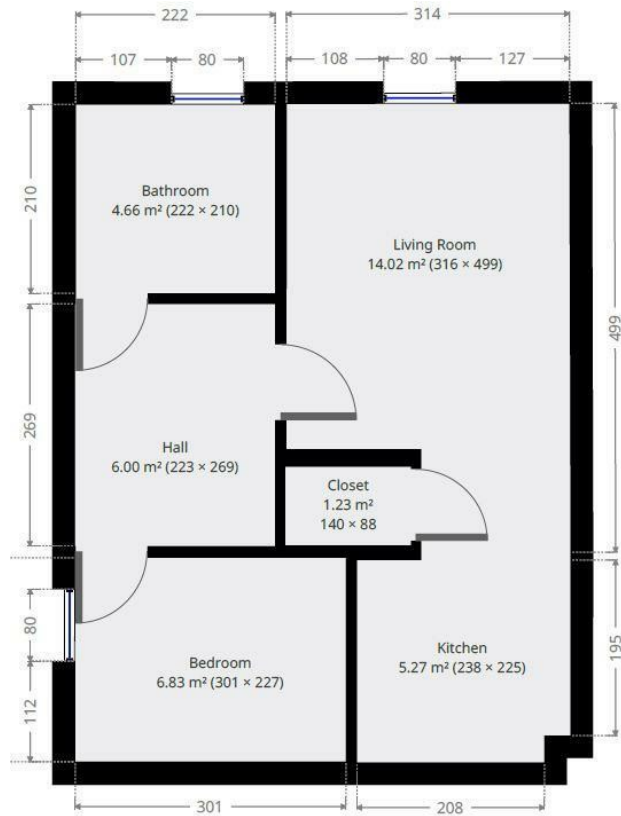 222
314
107
80
108
80
127
210
Bathroom
4.66 m² (222 × 210)
Living Room
14.02 m² (316 × 499)
499
269
Hall
6.00 m² (223 × 269)
Closet
1.23 m²
140 × 88
80
Bedroom
6.83 m² (301 × 227)
Kitchen
5.27 m² (238 × 225)
195
112
301
208